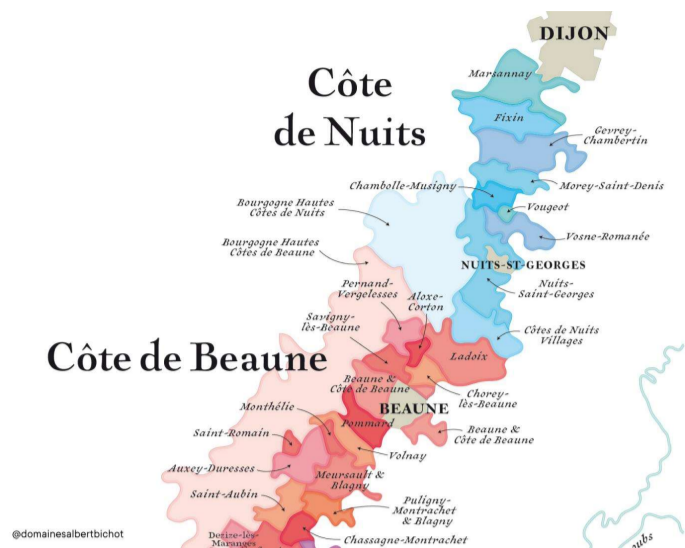 DIJON
Marsannay
Côte
de Nuits
Fixin
Gevrey-
Chambertin
Chambolle-Musigny
Morey-Saint-Denis
Bourgogne Hautes
Côtes de Nuits
Vougeot
Vosne-Romanée
Bourgogne Hautes
Côtes de Beaune
NUITS-ST-GEORGES
Pernand-
Vergelesses
Aloxe-
Corton
Nuits-
Saint-Georges
Savigny-
lès-Beaune
Côtes de Nuits
Villages
Côte de Beaune
Ladoix
Beaune &
Côte de Beaune
Chorey-
lès-Beaune
BEAUNE
Monthélie
Pommard
Saint-Romain
Beaune &
Côte de Beaune
Volnay
Auxey-Duresses
Meursault &
Blagny
Saint-Aubin
Puligny-
Montrachet
& Blagny
@domainesalbertbichot
Dezize-lès-
Maranges
Chassagne-Montrachet
oubs